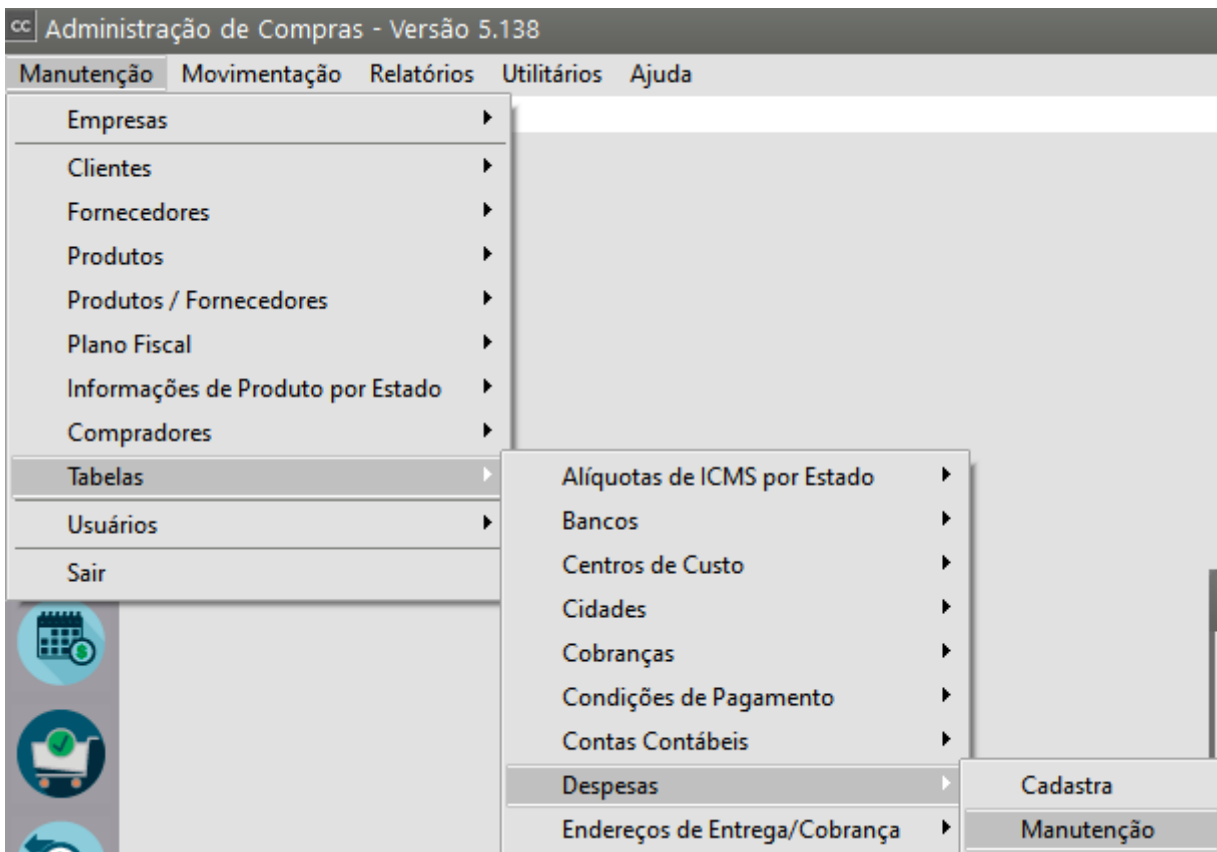 cc Administração de Compras - Versão 5.138
Manutenção Movimentação Relatórios Utilitários Ajuda
Empresas
Clientes
Fornecedores
Produtos
Produtos / Fornecedores
Plano Fiscal
Informações de Produto por Estado
Compradores
Tabelas
Usuários
Sair
Alíquotas de ICMS por Estado
Bancos
Centros de Custo
Cidades
Cobranças
Condições de Pagamento
Contas Contábeis
Despesas
Endereços de Entrega/Cobrança
Cadastra
Manutenção